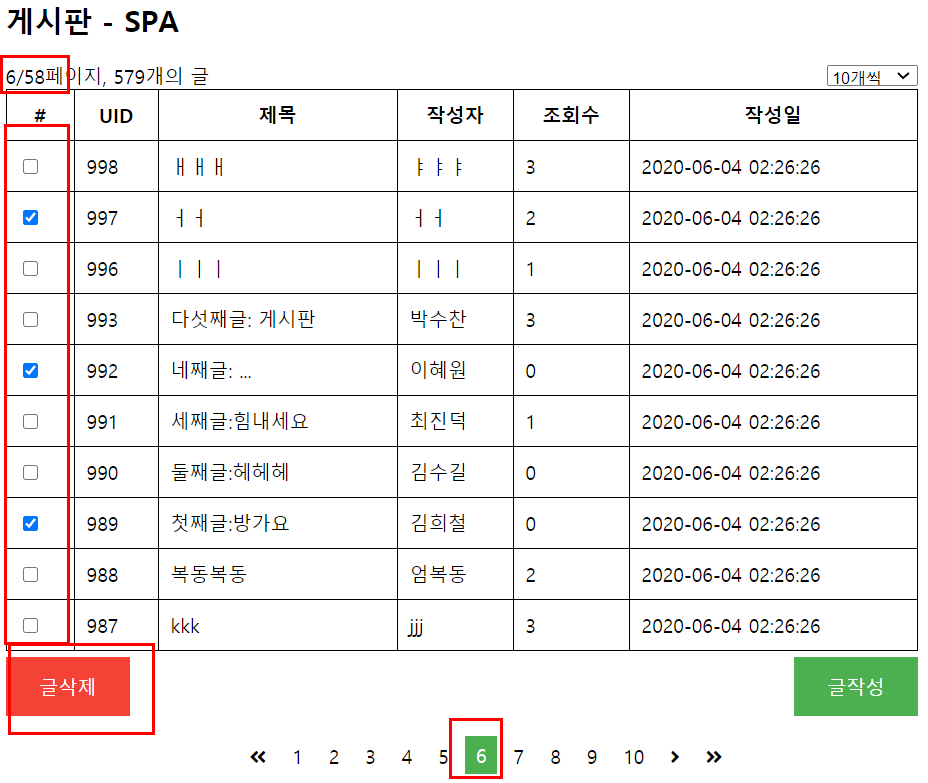 게시판 - SPA
6/58페이지, 579개의 글 10개씩
# UID 제목 작성자 조회수 작성일
998 ㅐㅐㅐ ㅑㅑㅑ 3 2020-06-04 02:26:26
997 ㅓㅓ ㅓㅓ 2 2020-06-04 02:26:26
996 ㅣㅣㅣ ㅣㅣㅣ 1 2020-06-04 02:26:26
993 다섯째글: 게시판 박수찬 3 2020-06-04 02:26:26
992 네째글: ... 이혜원 0 2020-06-04 02:26:26
991 세째글:힘내세요 최진덕 1 2020-06-04 02:26:26
990 둘째글:헤헤헤 김수길 0 2020-06-04 02:26:26
989 첫째글:방가요 김희철 0 2020-06-04 02:26:26
988 복동복동 엄복동 2 2020-06-04 02:26:26
987 kkk jjj 3 2020-06-04 02:26:26
글삭제 글작성
« 1 2 3 4 5 6 7 8 9 10 › »